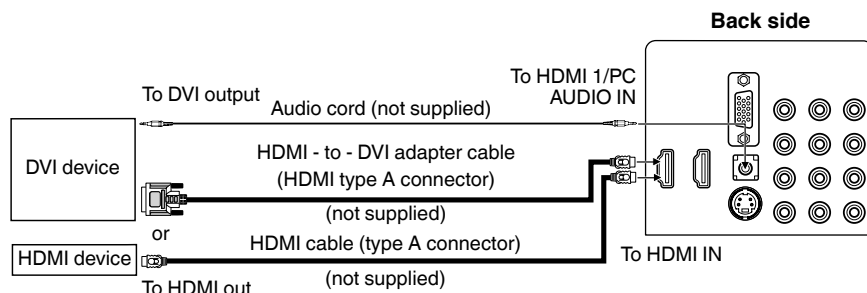 Back side
To HDMI 1/PC
AUDIO IN
To DVI output
Audio cord (not supplied)
DVI device
HDMI - to - DVI adapter cable
(HDMI type A connector)
(not supplied)
or
HDMI cable (type A connector)
To HDMI IN
HDMI device
(not supplied)
To HDMI out